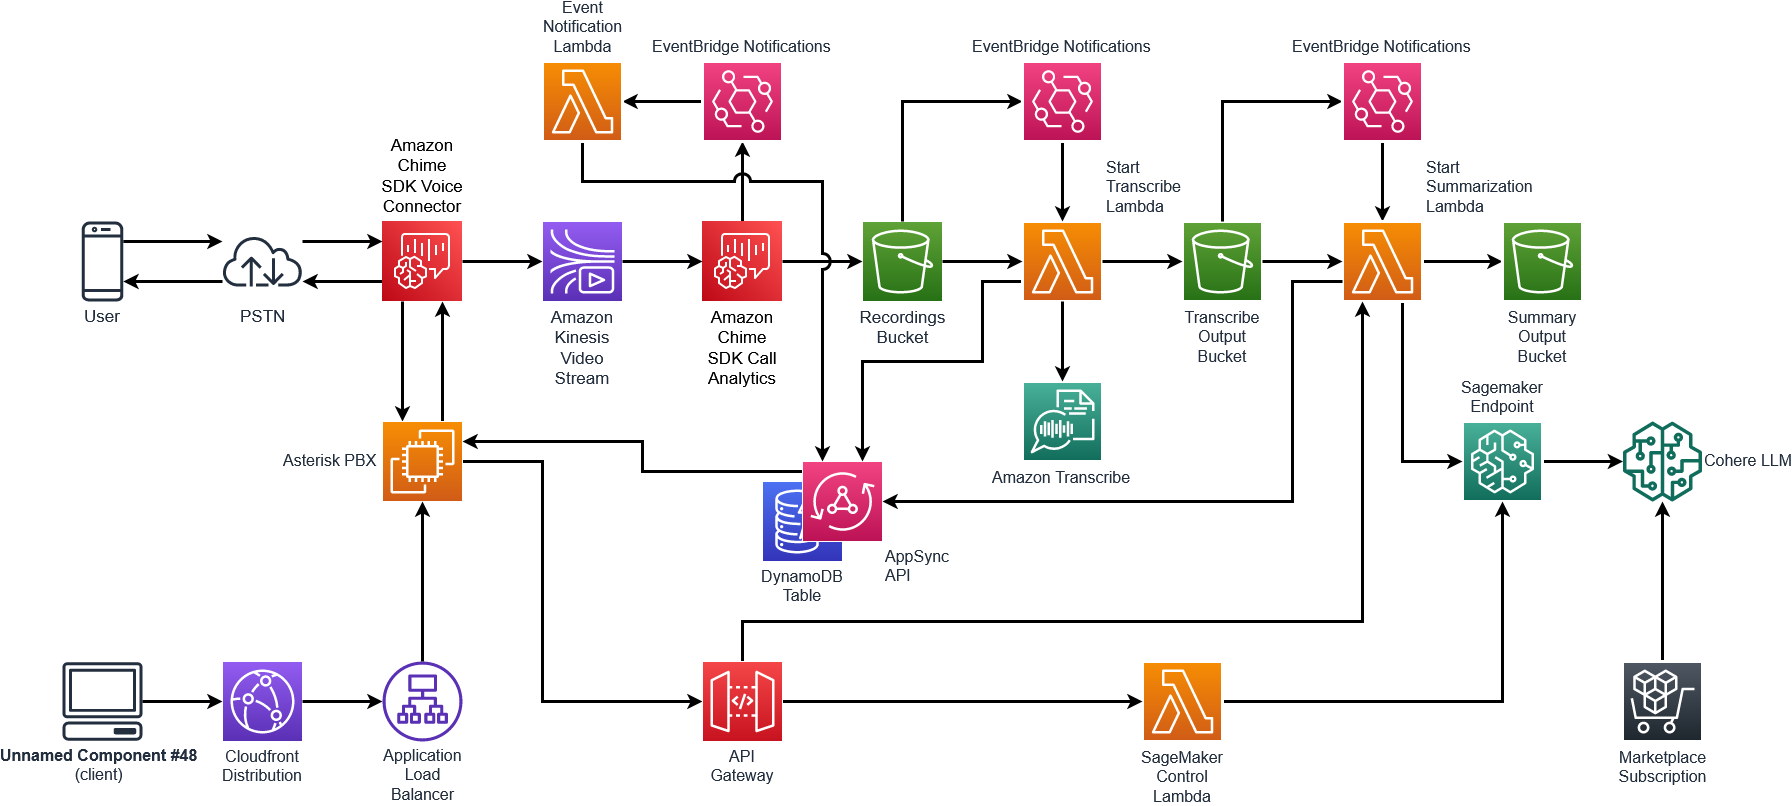 Event
Notification
Lambda
EventBridge Notifications
EventBridge Notifications
EventBridge Notifications
Amazon
Chime
SDK Voice
Connector
Start
Transcribe
Lambda
Start
Summarization
Lambda
User
PSTN
Amazon
Kinesis
Video
Stream
Amazon
Chime
SDK Call
Analytics
Recordings
Bucket
Transcribe
Output
Bucket
Summary
Output
Bucket
Sagemaker
Endpoint
Asterisk PBX
Amazon Transcribe
Cohere LLM
AppSync
API
DynamoDB
Table
</>
Unnamed Component #48
(client)
Cloudfront
Distribution
Application
Load
Balancer
API
Gateway
SageMaker
Control
Lambda
Marketplace
Subscription